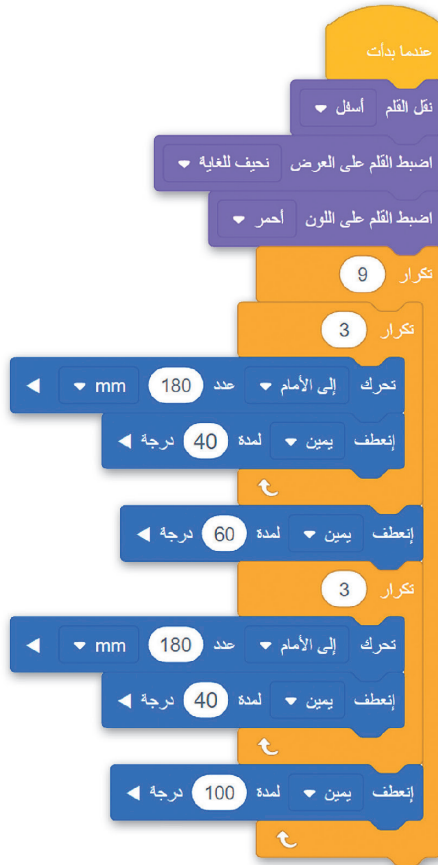 عندما بدأت
نقل القلم أسفل
اضبط القلم على العرض نحيف للغاية
اضبط القلم على اللون أحمر
تكرار 9
تكرار 3
تحرك إلى الأمام عدد 180 mm
إنعطف يمين لمدة 40 درجة
إنعطف يمين لمدة 60 درجة
تكرار 3
تحرك إلى الأمام عدد 180 mm
إنعطف يمين لمدة 40 درجة
إنعطف يمين لمدة 100 درجة